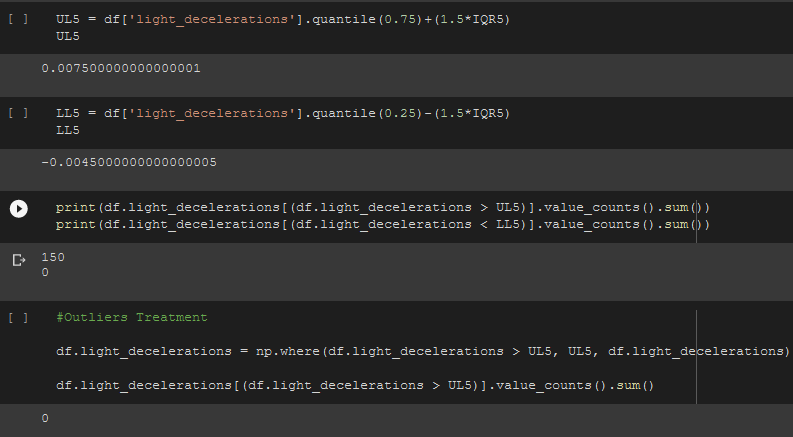 [ ] UL5 = df['light_decelerations'].quantile(0.75)+(1.5*IQR5)
UL5
0.007500000000000001
[ ] LL5 = df['light_decelerations'].quantile(0.25)-(1.5*IQR5)
LL5
-0.0045000000000000005
print(df.light_decelerations[(df.light_decelerations > UL5)].value_counts().sum())
print(df.light_decelerations[(df.light_decelerations < LL5)].value_counts().sum())
150
0
[ ] #Outliers Treatment
df.light_decelerations = np.where(df.light_decelerations > UL5, UL5, df.light_decelerations)
df.light_decelerations[(df.light_decelerations > UL5)].value_counts().sum()
0